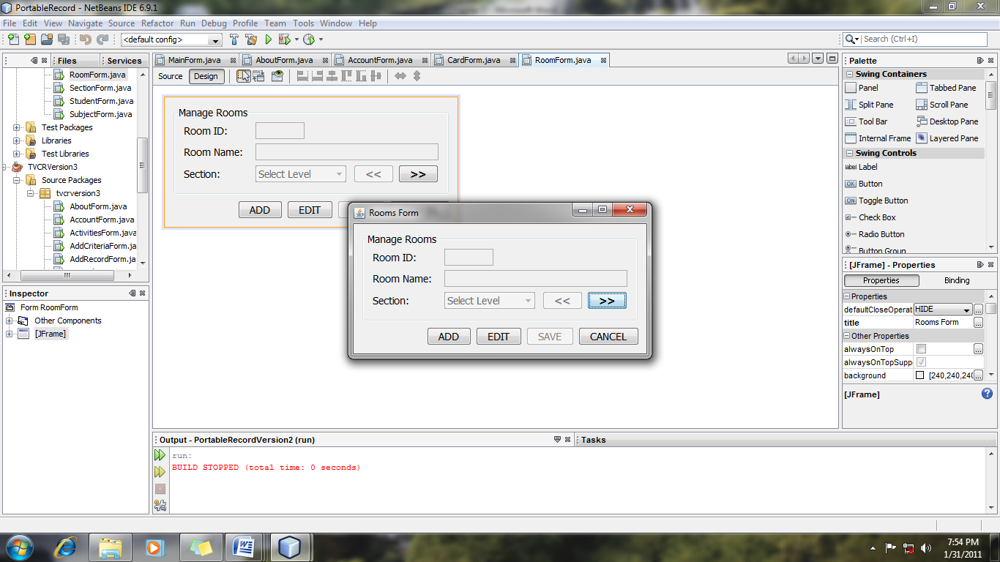 PortableRecord - NetBeans IDE 6.9.1
File Edit View Navigate Source Refactor Run Debug Profile Team Tools Window Help
<default config>
Search (Ctrl+I)
Files
Services
RoomForm.java
SectionForm.java
StudentForm.java
SubjectForm.java
Test Packages
Libraries
Test Libraries
TVCRVersion3
Source Packages
tvcrversion3
AboutForm.java
AccountForm.java
ActivitiesForm.java
AddCriteriaForm.ja
AddRecordForm.ja
Inspector
Form RoomForm
Other Components
[JFrame]
MainForm.java
AboutForm.java
AccountForm.java
CardForm.java
RoomForm.java
Source
Design
Manage Rooms
Room ID:
Room Name:
Section:
Select Level
<<
>>
ADD
EDIT
Rooms Form
Manage Rooms
Room ID:
Room Name:
Section:
Select Level
<<
>>
ADD
EDIT
SAVE
CANCEL
Palette
Swing Containers
Panel
Tabbed Pane
Split Pane
Scroll Pane
Tool Bar
Desktop Pane
Internal Frame
Layered Pane
Swing Controls
Label
Button
Toggle Button
Check Box
Radio Button
Button Group
[JFrame] - Properties
Properties
Binding
Properties
defaultCloseOperat
HIDE
title
Rooms Form
Other Properties
alwaysOnTop
alwaysOnTopSupp
background
[240,240,240
[JFrame]
Output - PortableRecordVersion2 (run)
run:
BUILD STOPPED (total time: 0 seconds)
Tasks
7:54 PM
1/31/2011